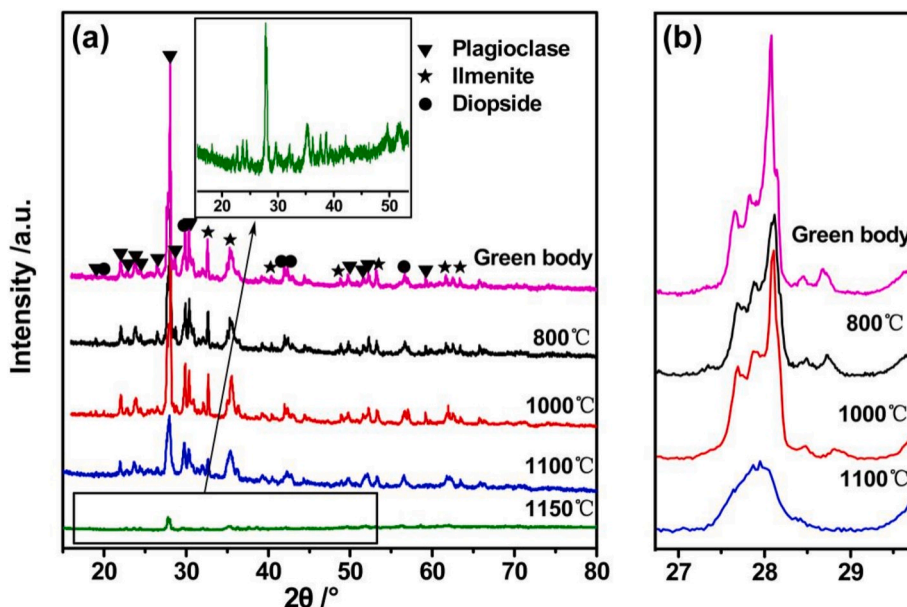 (a)
Plagioclase
Ilmenite
Diopside
20 30 40 50
Green body
800℃
1000℃
1100℃
1150℃
Intensity /a.u.
20 30 40 50 60 70 80
2θ /°
(b)
Green body
800℃
1000℃
1100℃
27 28 29